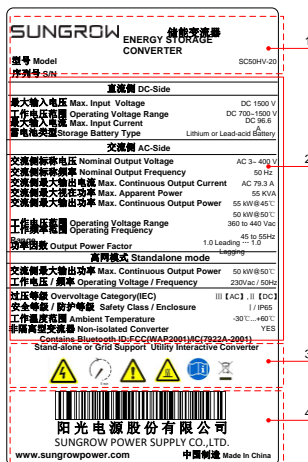 SUNGROW 储能变流器
ENERGY STORAGE CONVERTER
1
型号 Model SC50HV-20
序列号 S/N
直流侧 DC-Side
最大输入电压 Max. Input Voltage DC 1500 V
工作电压范围 Operating Voltage Range DC 700~1500 V
最大输入电流 Max. Input Current DC 96.6 A
蓄电池类型 Storage Battery Type Lithium or Lead-acid Battery
交流侧 AC-Side
2
交流侧标称电压 Nominal Output Voltage AC 3~ 400 V
交流侧标称频率 Nominal Output Frequency 50 Hz
交流侧最大输出电流 Max. Continuous Output Current AC 79.3 A
交流侧最大视在功率 Max. Apparent Power 55 KVA
交流侧最大输出功率 Max. Continuous Output Power 55 kW@45℃
50 kW@50℃
工作电压范围 Operating Voltage Range 360 to 440 Vac
工作频率范围 Operating Frequency Range 45 to 55Hz
功率因数 Output Power Factor 1.0 Leading ··· 1.0 Lagging
离网模式 Standalone mode
交流侧最大输出功率 Max. Continuous Output Power 50 kW@50℃
工作电压 / 频率 Operating Voltage / Frequency 230Vac / 50Hz
过压等级 Overvoltage Category(IEC) III【AC】, II【DC】
安全等级 / 防护等级 Safety Class / Enclosure I / IP65
工作温度范围 Ambient Temperature -30℃...+60℃
非隔离型变流器 Non-isolated Converter YES
Contains Bluetooth ID:FCC(WAP2001)/IC(7922A-2001)
Stand-alone or Grid Support Utility Interactive Converter
3
4
阳光电源股份有限公司
SUNGROW POWER SUPPLY CO.,LTD.
www.sungrowpower.com 中国制造 Made In China